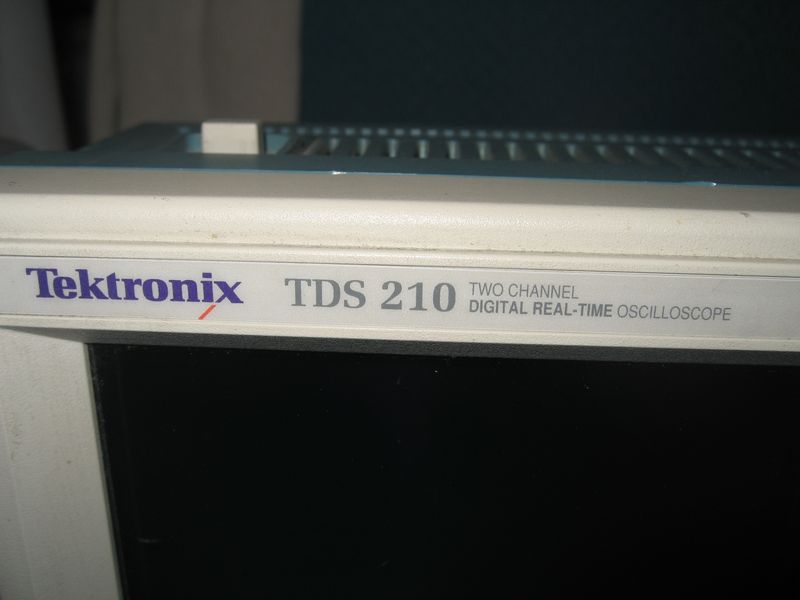 Tektronix TDS 210 TWO CHANNEL
DIGITAL REAL-TIME OSCILLOSCOPE